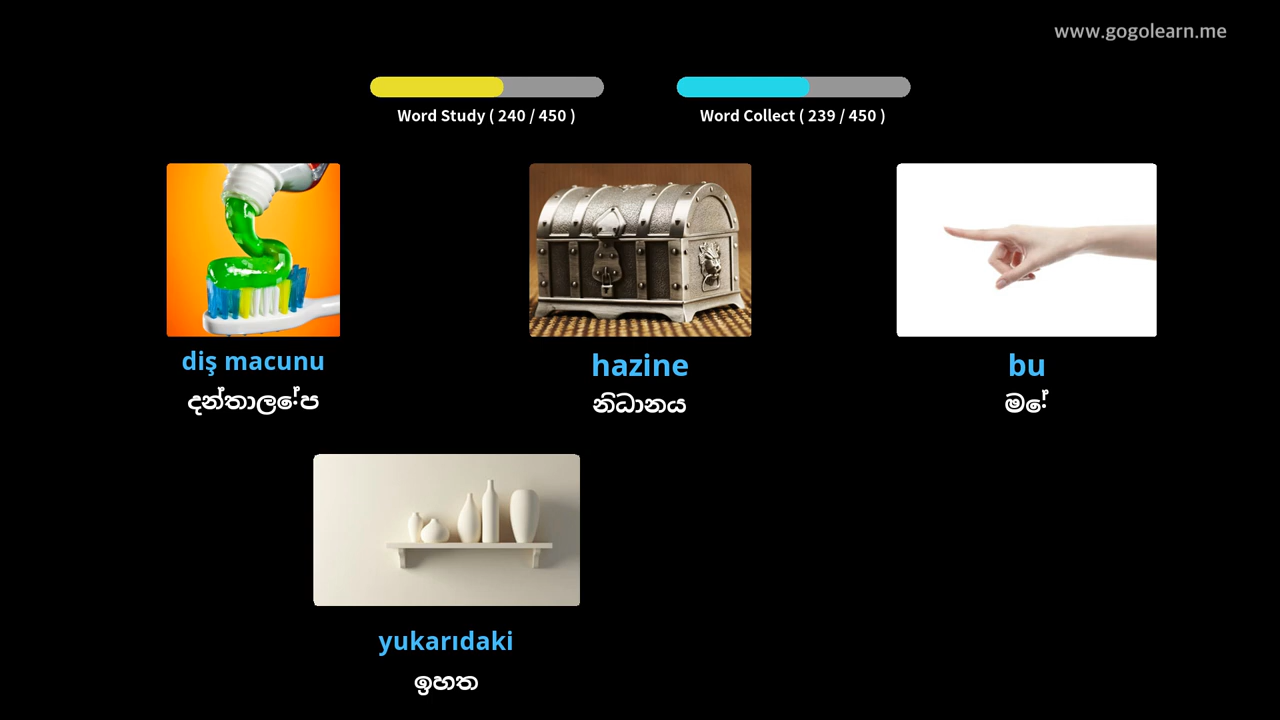 www.gogolearn.me
Word Study ( 240 / 450 )
Word Collect ( 239 / 450 )
diş macunu
දන්තාලේප
hazine
නිධානය
bu
මේ
yukarıdaki
ඉහත